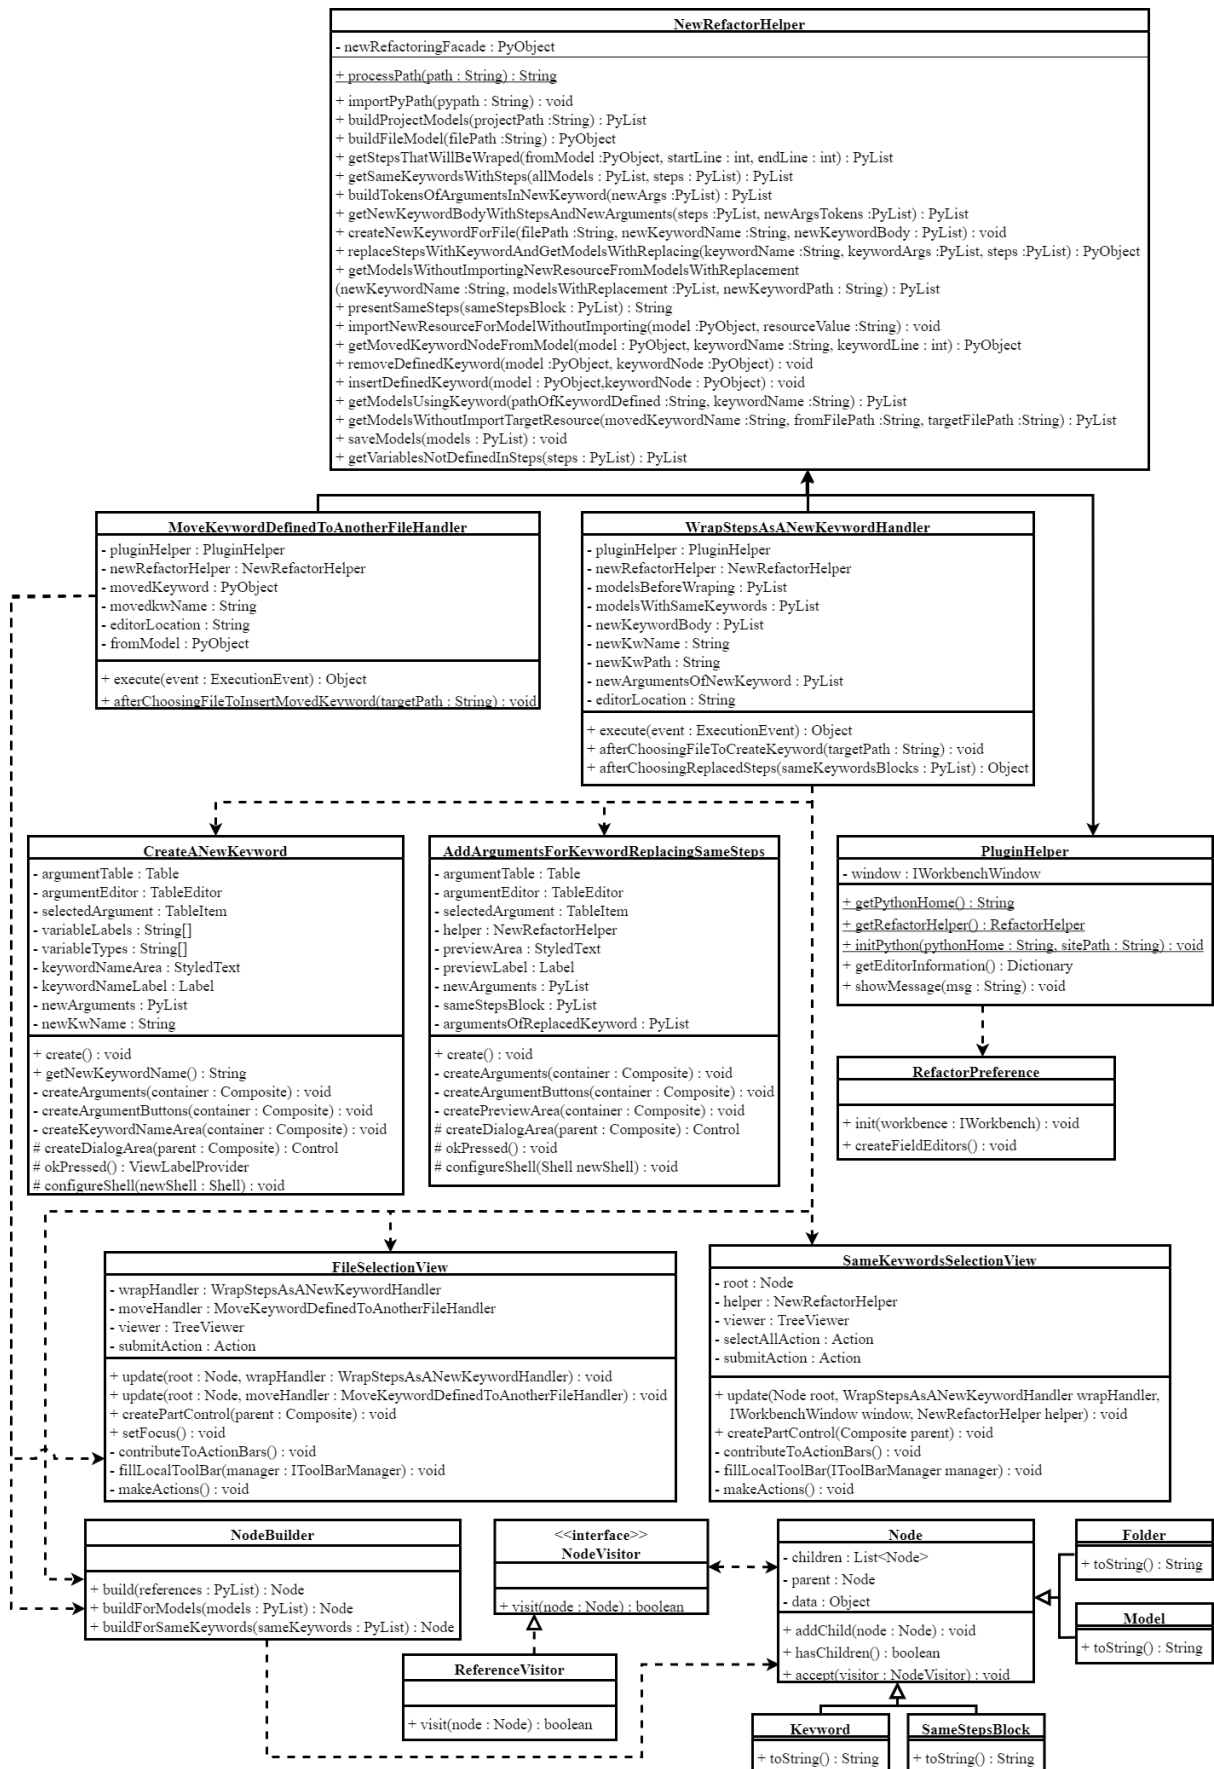 NewRefactorHelper
- newRefactoringFacade : PyObject
+ processPath(path : String) : String
+ importPyPath(pypath : String) : void
+ buildProjectModels(projectPath :String) : PyList
+ buildFileModel(filePath :String) : PyObject
+ getStepsThatWillBeWraped(fromModel :PyObject, startLine : int, endLine : int) : PyList
+ getSameKeywordsWithSteps(allModels : PyList, steps : PyList) : PyList
+ buildTokensOfArgumentsInNewKeyword(newArgs :PyList) : PyList
+ getNewKeywordBodyWithStepsAndNewArguments(steps :PyList, newArgsTokens :PyList) : PyList
+ createNewKeywordForFile(filePath :String, newKeywordName :String, newKeywordBody : PyList) : void
+ replaceStepsWithKeywordAndGetModelsWithReplacing(keywordName :String, keywordArgs : PyList, steps :PyList) : PyObject
+ getModelsWithoutImportingNewResourceFromModelsWithReplacement
(newKeywordName :String, modelsWithReplacement :PyList, newKeywordPath : String) : PyList
+ presentSameSteps(sameStepsBlock : PyList) : String
+ importNewResourceForModelWithoutImporting(model :PyObject, resourceValue :String) : void
+ getMovedKeywordNodeFromModel(model : PyObject, keywordName :String, keywordLine : int) : PyObject
+ removeDefinedKeyword(model :PyObject, keywordNode :PyObject) : void
+ insertDefinedKeyword(model : PyObject,keywordNode : PyObject) : void
+ getModelsUsingKeyword(pathOfKeywordDefined :String, keywordName :String) : PyList
+ getModelsWithoutImportTargetResource(movedKeywordName :String, fromFilePath :String, targetFilePath :String) : PyList
+ saveModels(models : PyList) : void
+ getVariablesNotDefinedInSteps(steps : PyList) : PyList
MoveKeywordDefinedToAnotherFileHandler
- pluginHelper : PluginHelper
- newRefactorHelper : NewRefactorHelper
- movedKeyword : PyObject
- movedkwName : String
- editorLocation : String
- fromModel : PyObject
+ execute(event : ExecutionEvent) : Object
+ afterChoosingFileToInsertMovedKeyword(targetPath : String) : void
WrapStepsAsANewKeywordHandler
- pluginHelper : PluginHelper
- newRefactorHelper : NewRefactorHelper
- modelsBeforeWraping : PyList
- modelsWithSameKeywords : PyList
- newKeywordBody : PyList
- newKwName : String
- newKwPath : String
- newArgumentsOfNewKeyword : PyList
- editorLocation : String
+ execute(event : ExecutionEvent) : Object
+ afterChoosingFileToCreateKeyword(targetPath : String) : void
+ afterChoosingReplacedSteps(sameKeywordsBlocks : PyList) : Object
CreateANewKeyword
- argumentTable : Table
- argumentEditor : TableEditor
- selectedArgument : TableItem
- variableLabels : String[]
- variableTypes : String[]
- keywordNameArea : StyledText
- keywordNameLabel : Label
- newArguments : PyList
- newKwName : String
+ create() : void
+ getNewKeywordName() : String
- createArguments(container : Composite) : void
- createArgumentButtons(container : Composite) : void
- createKeywordNameArea(container : Composite) : void
# createDialogArea(parent : Composite) : Control
# okPressed() : ViewLabelProvider
# configureShell(newShell : Shell) : void
AddArgumentsForKeywordReplacingSameSteps
- argumentTable : Table
- argumentEditor : TableEditor
- selectedArgument : TableItem
- helper : NewRefactorHelper
- previewArea : StyledText
- previewLabel : Label
- newArguments : PyList
- sameStepsBlock : PyList
- argumentsOfReplacedKeyword : PyList
+ create() : void
- createArguments(container : Composite) : void
- createArgumentButtons(container : Composite) : void
- createPreviewArea(container : Composite) : void
# createDialogArea(parent : Composite) : Control
# okPressed() : void
# configureShell(Shell newShell) : void
PluginHelper
- window : IWorkbenchWindow
+ getPythonHome() : String
+ getRefactorHelper() : RefactorHelper
+ initPython(pythonHome : String, sitePath : String) : void
+ getEditorInformation() : Dictionary
+ showMessage(msg : String) : void
RefactorPreference
+ init(workbence : IWorkbench) : void
+ createFieldEditors() : void
FileSelectionView
- wrapHandler : WrapStepsAsANewKeywordHandler
- moveHandler : MoveKeywordDefinedToAnotherFileHandler
- viewer : TreeViewer
- submitAction : Action
+ update(root : Node, wrapHandler : WrapStepsAsANewKeywordHandler) : void
+ update(root : Node, moveHandler : MoveKeywordDefinedToAnotherFileHandler) : void
+ createPartControl(parent : Composite) : void
+ setFocus() : void
- contributeToActionBars() : void
- fillLocalToolBar(manager : IToolBarManager) : void
- makeActions() : void
SameKeywordsSelectionView
- root : Node
- helper : NewRefactorHelper
- viewer : TreeViewer
- selectAllAction : Action
- submitAction : Action
+ update(Node root, WrapStepsAsANewKeywordHandler wrapHandler,
IWorkbenchWindow window, NewRefactorHelper helper) : void
+ createPartControl(Composite parent) : void
- contributeToActionBars() : void
- fillLocalToolBar(IToolBarManager manager) : void
- makeActions() : void
NodeBuilder
+ build(references : PyList) : Node
+ buildForModels(models : PyList) : Node
+ buildForSameKeywords(sameKeywords : PyList) : Node
<<interface>>
NodeVisitor
+ visit(node : Node) : boolean
Node
- children : List<Node>
- parent : Node
- data : Object
+ addChild(node : Node) : void
+ hasChildren() : boolean
+ accept(visitor : NodeVisitor) : void
Folder
+ toString() : String
Model
+ toString() : String
ReferenceVisitor
+ visit(node : Node) : boolean
Keyword
+ toString() : String
SameStepsBlock
+ toString() : String